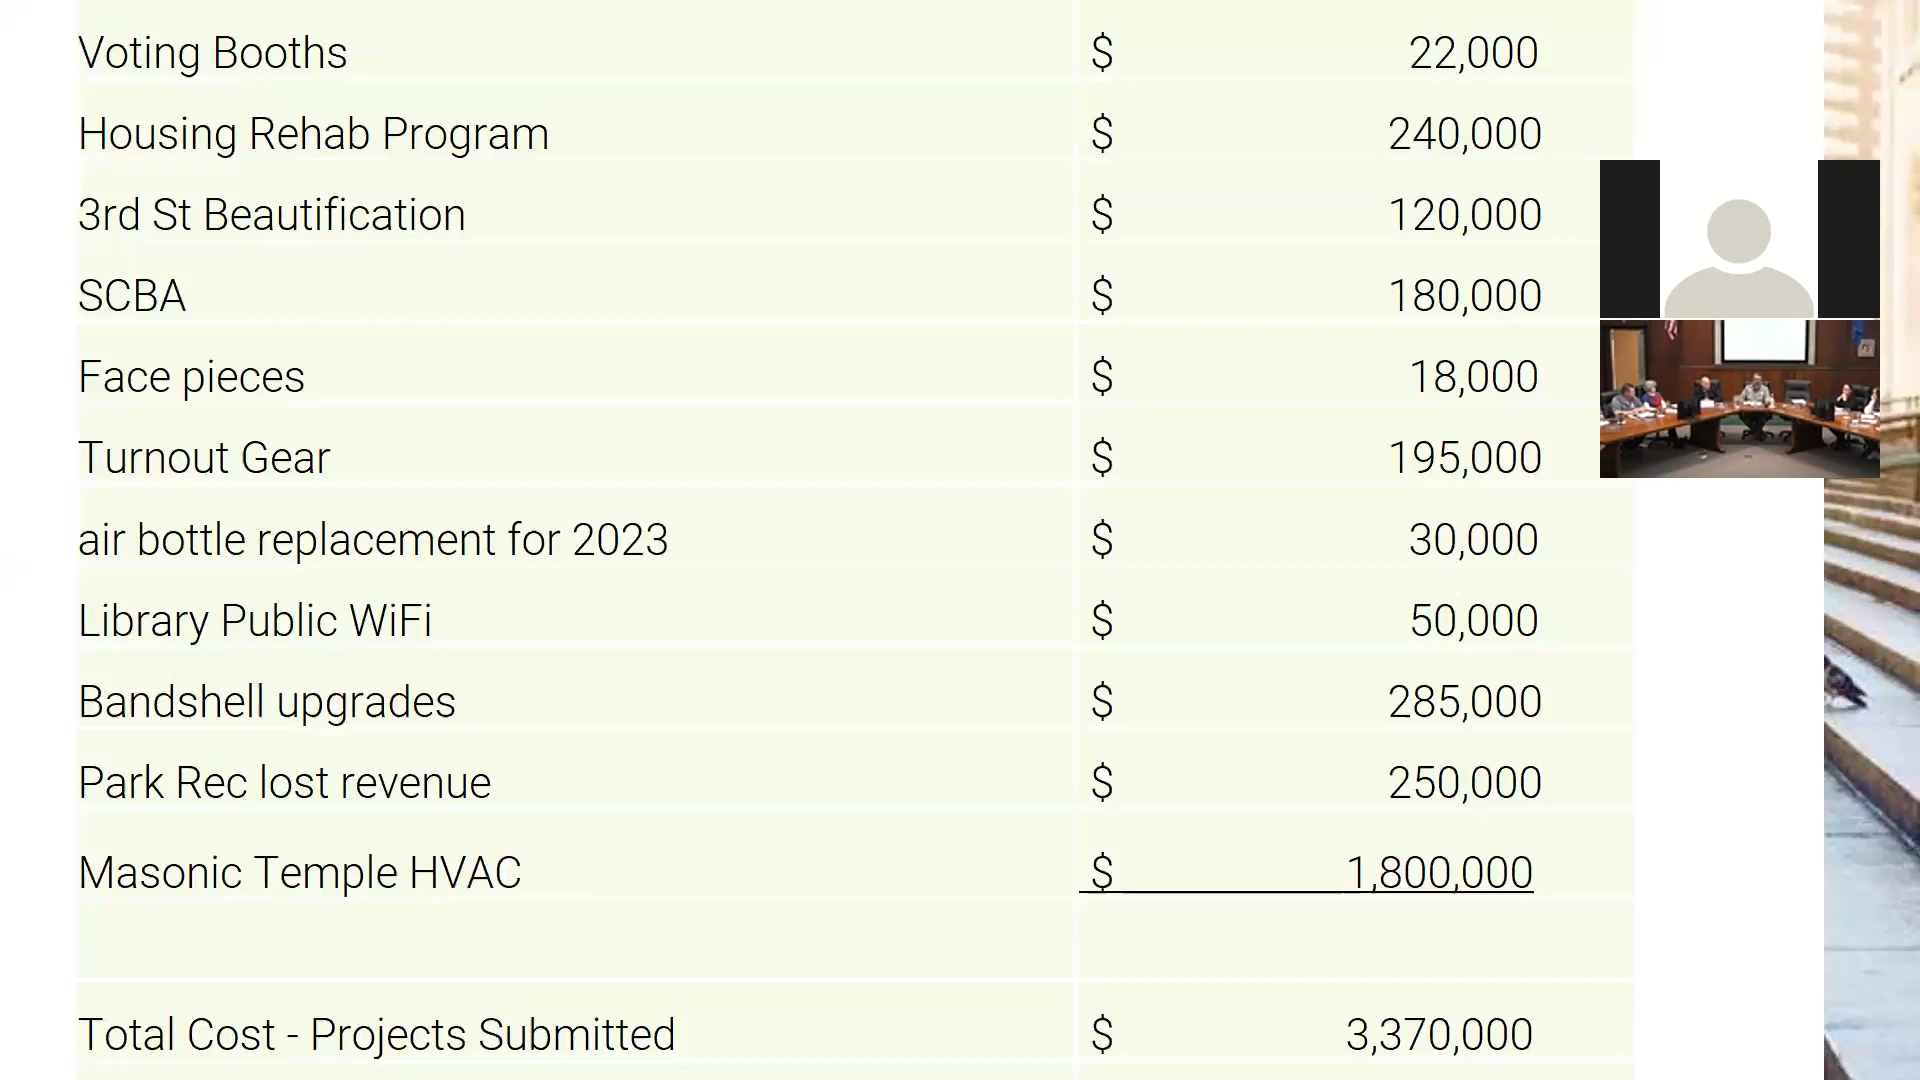 Voting Booths $ 22,000
Housing Rehab Program $ 240,000
3rd St Beautification $ 120,000
SCBA $ 180,000
Face pieces $ 18,000
Turnout Gear $ 195,000
air bottle replacement for 2023 $ 30,000
Library Public WiFi $ 50,000
Bandshell upgrades $ 285,000
Park Rec lost revenue $ 250,000
Masonic Temple HVAC $ 1,800,000
Total Cost - Projects Submitted $ 3,370,000